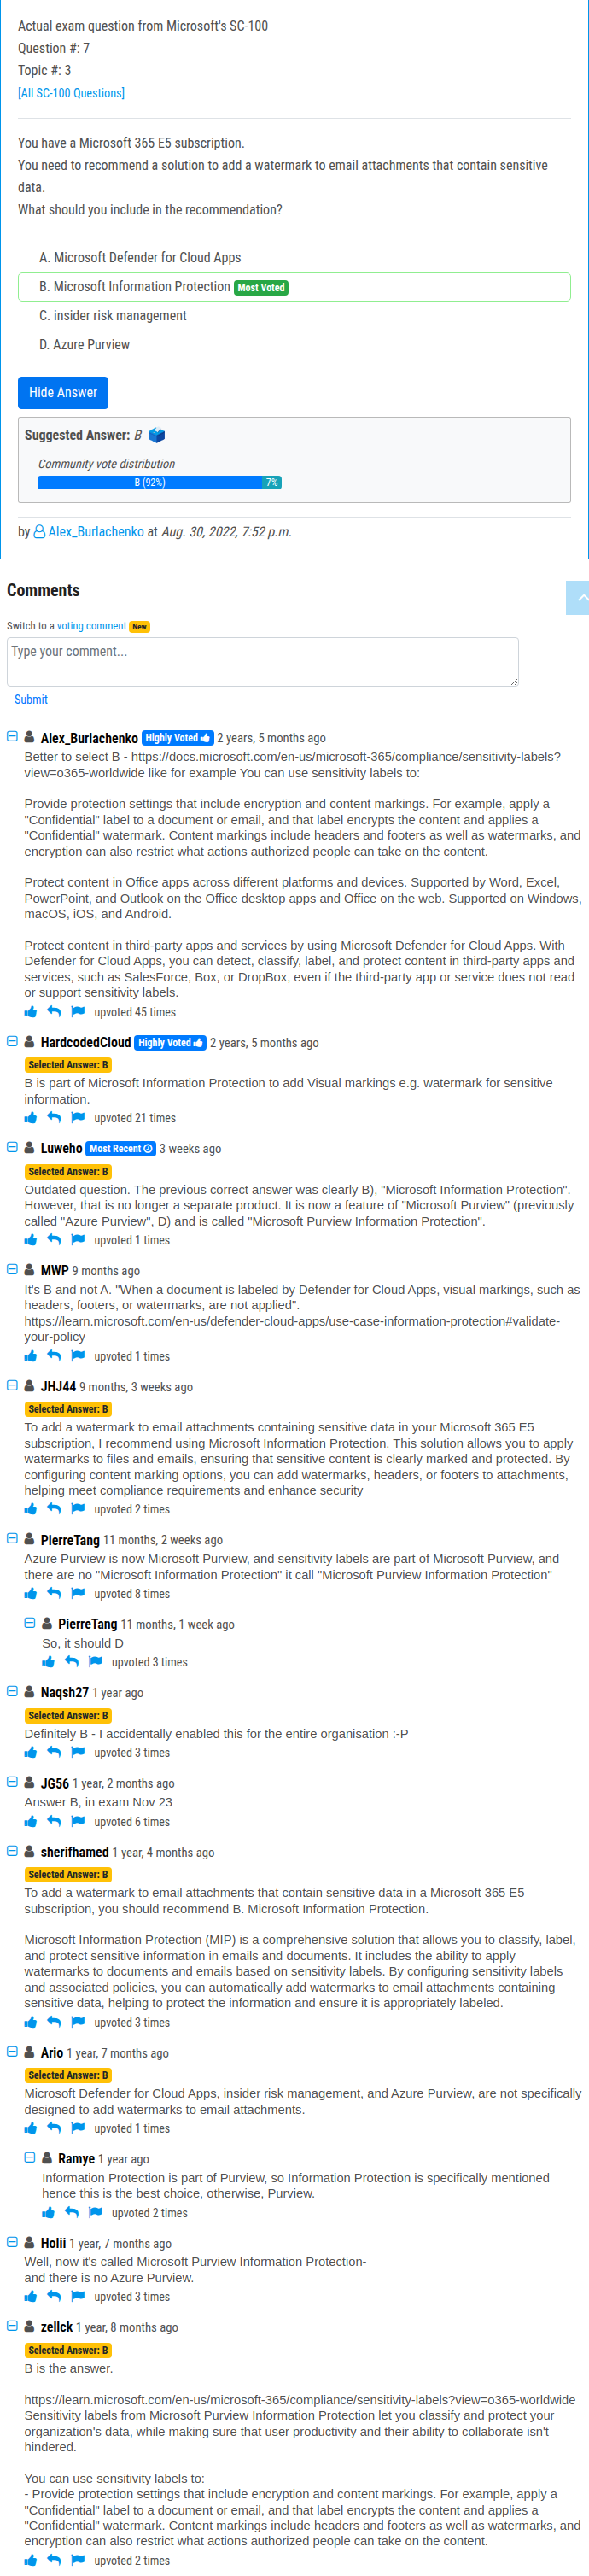 Actual exam question from Microsoft's SC-100
Question #: 7
Topic #: 3
[All SC-100 Questions]
You have a Microsoft 365 E5 subscription.
You need to recommend a solution to add a watermark to email attachments that contain sensitive
data.
What should you include in the recommendation?
A. Microsoft Defender for Cloud Apps
B. Microsoft Information Protection Most Voted
C. insider risk management
D. Azure Purview
Hide Answer
Suggested Answer: B
Community vote distribution
B (92%) 7%
by Alex_Burlachenko at Aug. 30, 2022, 7:52 p.m.
Comments
Switch to a voting comment New
Type your comment...
Submit
Alex_Burlachenko Highly Voted 2 years, 5 months ago
Better to select B - https://docs.microsoft.com/en-us/microsoft-365/compliance/sensitivity-labels?
view=o365-worldwide like for example You can use sensitivity labels to:
Provide protection settings that include encryption and content markings. For example, apply a
"Confidential" label to a document or email, and that label encrypts the content and applies a
"Confidential" watermark. Content markings include headers and footers as well as watermarks, and
encryption can also restrict what actions authorized people can take on the content.
Protect content in Office apps across different platforms and devices. Supported by Word, Excel,
PowerPoint, and Outlook on the Office desktop apps and Office on the web. Supported on Windows,
macOS, iOS, and Android.
Protect content in third-party apps and services by using Microsoft Defender for Cloud Apps. With
Defender for Cloud Apps, you can detect, classify, label, and protect content in third-party apps and
services, such as SalesForce, Box, or DropBox, even if the third-party app or service does not read
or support sensitivity labels.
upvoted 45 times
HardcodedCloud Highly Voted 2 years, 5 months ago
Selected Answer: B
B is part of Microsoft Information Protection to add Visual markings e.g. watermark for sensitive
information.
upvoted 21 times
Luweho Most Recent 3 weeks ago
Selected Answer: B
Outdated question. The previous correct answer was clearly B), "Microsoft Information Protection".
However, that is no longer a separate product. It is now a feature of "Microsoft Purview" (previously
called "Azure Purview", D) and is called "Microsoft Purview Information Protection".
upvoted 1 times
MWP 9 months ago
It's B and not A. "When a document is labeled by Defender for Cloud Apps, visual markings, such as
headers, footers, or watermarks, are not applied".
https://learn.microsoft.com/en-us/defender-cloud-apps/use-case-information-protection#validate-
your-policy
upvoted 1 times
JHJ44 9 months, 3 weeks ago
Selected Answer: B
To add a watermark to email attachments containing sensitive data in your Microsoft 365 E5
subscription, I recommend using Microsoft Information Protection. This solution allows you to apply
watermarks to files and emails, ensuring that sensitive content is clearly marked and protected. By
configuring content marking options, you can add watermarks, headers, or footers to attachments,
helping meet compliance requirements and enhance security
upvoted 2 times
PierreTang 11 months, 2 weeks ago
Azure Purview is now Microsoft Purview, and sensitivity labels are part of Microsoft Purview, and
there are no "Microsoft Information Protection" it call "Microsoft Purview Information Protection"
upvoted 8 times
PierreTang 11 months, 1 week ago
So, it should D
upvoted 3 times
Naqsh27 1 year ago
Selected Answer: B
Definitely B - I accidentally enabled this for the entire organisation :-P
upvoted 3 times
JG56 1 year, 2 months ago
Answer B, in exam Nov 23
upvoted 6 times
sherifhamed 1 year, 4 months ago
Selected Answer: B
To add a watermark to email attachments that contain sensitive data in a Microsoft 365 E5
subscription, you should recommend B. Microsoft Information Protection.
Microsoft Information Protection (MIP) is a comprehensive solution that allows you to classify, label,
and protect sensitive information in emails and documents. It includes the ability to apply
watermarks to documents and emails based on sensitivity labels. By configuring sensitivity labels
and associated policies, you can automatically add watermarks to email attachments containing
sensitive data, helping to protect the information and ensure it is appropriately labeled.
upvoted 3 times
Ario 1 year, 7 months ago
Selected Answer: B
Microsoft Defender for Cloud Apps, insider risk management, and Azure Purview, are not specifically
designed to add watermarks to email attachments.
upvoted 1 times
Ramye 1 year ago
Information Protection is part of Purview, so Information Protection is specifically mentioned
hence this is the best choice, otherwise, Purview.
upvoted 2 times
Holii 1 year, 7 months ago
Well, now it's called Microsoft Purview Information Protection-
and there is no Azure Purview.
upvoted 3 times
zellck 1 year, 8 months ago
Selected Answer: B
B is the answer.
https://learn.microsoft.com/en-us/microsoft-365/compliance/sensitivity-labels?view=o365-worldwide
Sensitivity labels from Microsoft Purview Information Protection let you classify and protect your
organization's data, while making sure that user productivity and their ability to collaborate isn't
hindered.
You can use sensitivity labels to:
- Provide protection settings that include encryption and content markings. For example, apply a
"Confidential" label to a document or email, and that label encrypts the content and applies a
"Confidential" watermark. Content markings include headers and footers as well as watermarks, and
encryption can also restrict what actions authorized people can take on the content.
upvoted 2 times